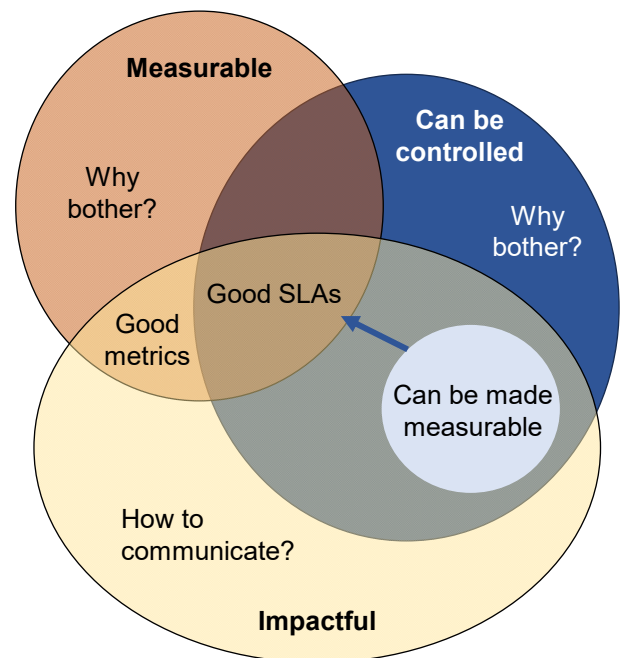 Measurable
Can be
controlled
Why
bother?
Why
bother?
Good SLAs
Good
metrics
Can be made
measurable
How to
communicate?
Impactful